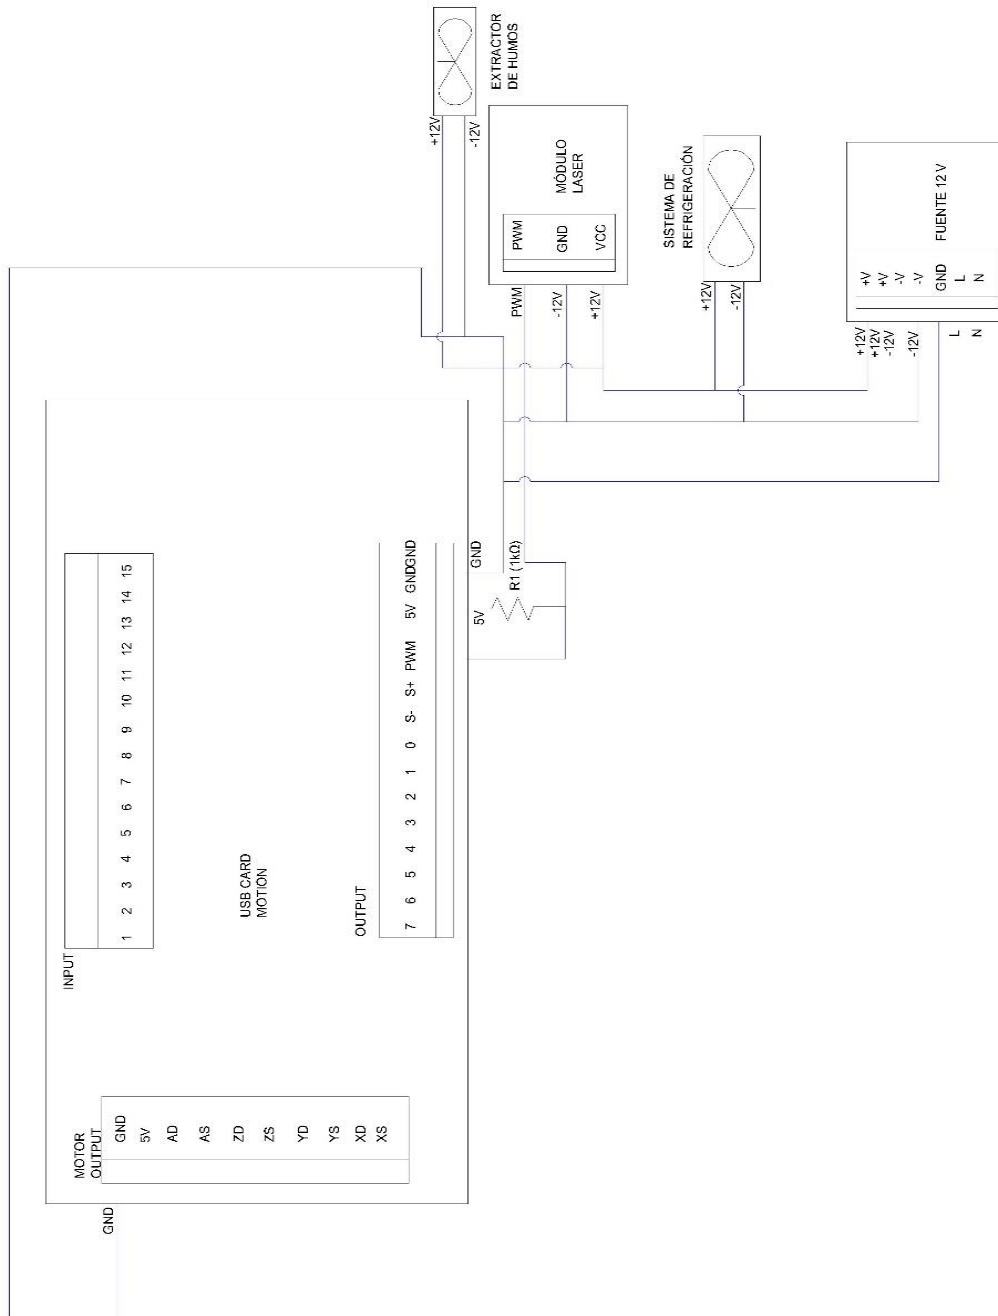 EXTRACTOR
DE HUMOS
+12V
-12V
MÓDULO
LASER
PWM
GND
VCC
PWM
-12V
+12V
SISTEMA DE
REFRIGERACIÓN
+12V
-12V
FUENTE 12 V
+V
+V
-V
-V
GND
L
N
+12V
+12V
-12V
-12V
L
N
INPUT
1 2 3 4 5 6 7 8 9 10 11 12 13 14 15
USB CARD
MOTION
OUTPUT
7 6 5 4 3 2 1 0 S- S+ PWM 5V GND GND
GND
5V
R1 (1kΩ)
MOTOR
OUTPUT
GND
5V
AD
AS
ZD
ZS
YD
YS
XD
XS
GND